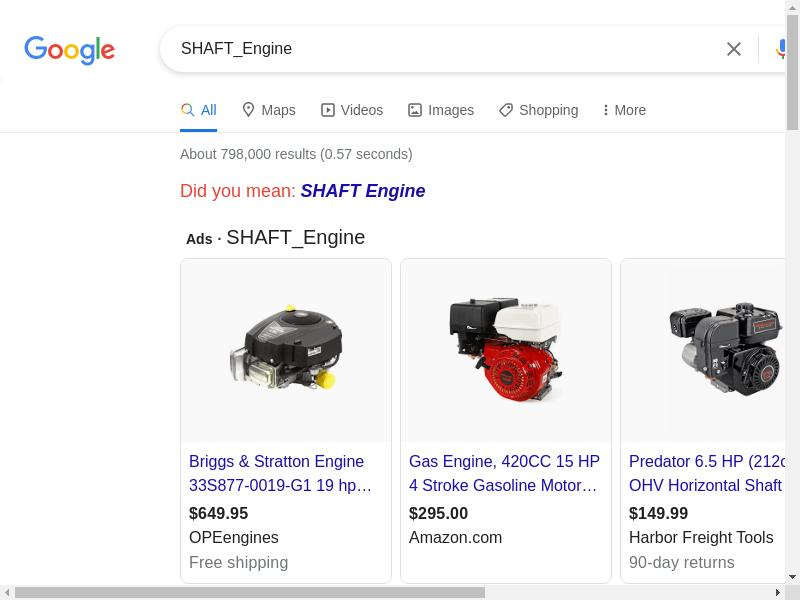 Google
SHAFT_Engine
All
Maps
Videos
Images
Shopping
More
About 798,000 results (0.57 seconds)
Did you mean: SHAFT Engine
Ads · SHAFT_Engine
Briggs & Stratton Engine
33S877-0019-G1 19 hp…
$649.95
OPEengines
Free shipping
Gas Engine, 420CC 15 HP
4 Stroke Gasoline Motor…
$295.00
Amazon.com
Predator 6.5 HP (212c
OHV Horizontal Shaft
$149.99
Harbor Freight Tools
90-day returns